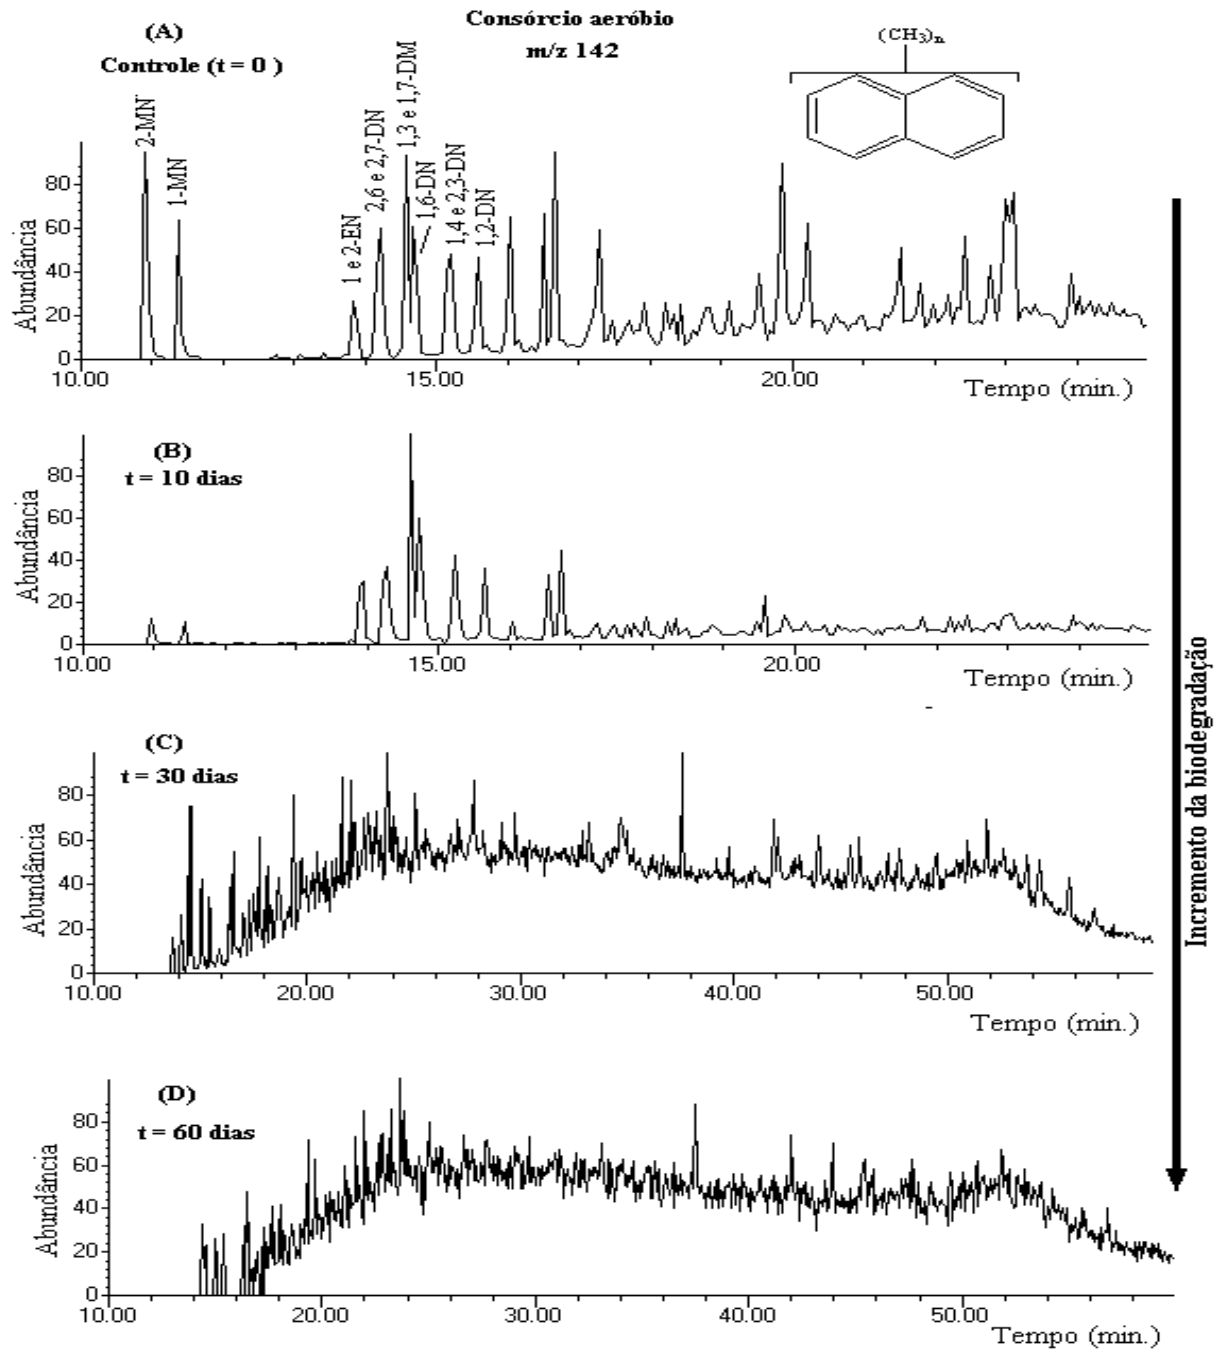 Consórcio aeróbio
m/z 142
(A)
Controle (t = 0 )
(CH₃)ₙ
2-MN
1-MN
1 e 2-EN
2,6 e 2,7-DN
1,3 e 1,7-DM
1,6-DN
1,4 e 2,3-DN
1,2-DN
Abundância
80
60
40
20
0
10.00 15.00 20.00
Tempo (min.)
(B)
t = 10 dias
Abundância
80
60
40
20
0
10.00 15.00 20.00
Tempo (min.)
(C)
t = 30 dias
Abundância
80
60
40
20
0
10.00 20.00 30.00 40.00 50.00
Tempo (min.)
(D)
t = 60 dias
Abundância
80
60
40
20
0
20.00 30.00 40.00 50.00
Tempo (min.)
Incremento da biodegradação